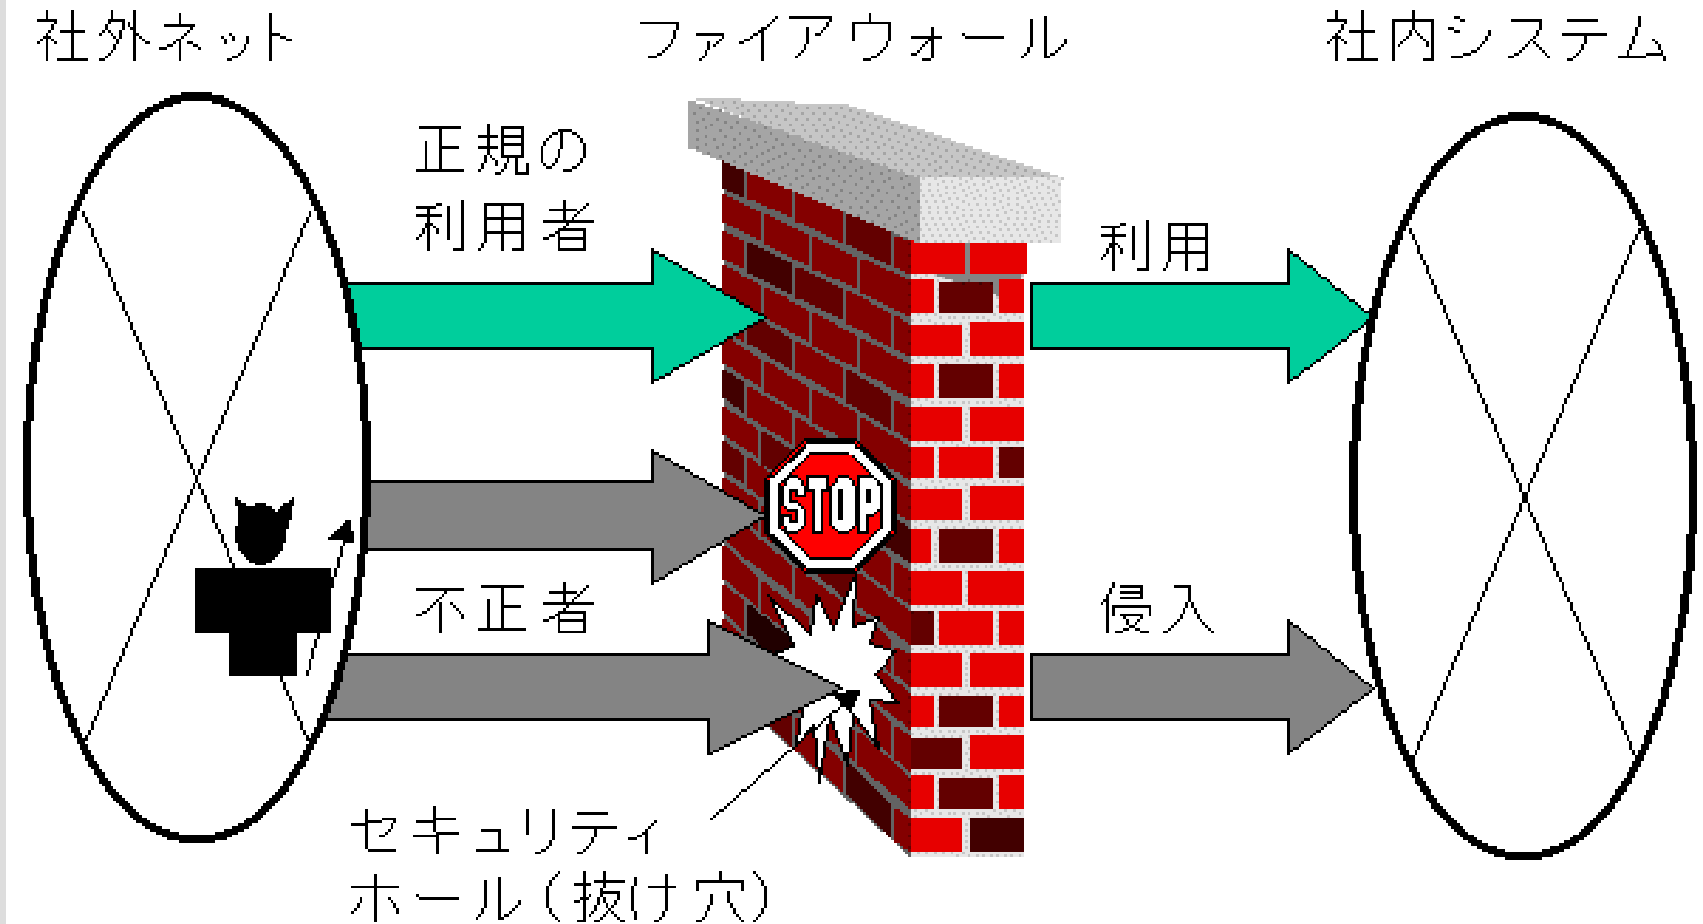 社外ネット
ファイアウォール
社内システム
正規の
利用者
利用
STOP
不正者
侵入
セキュリティ
ホール(抜け穴)